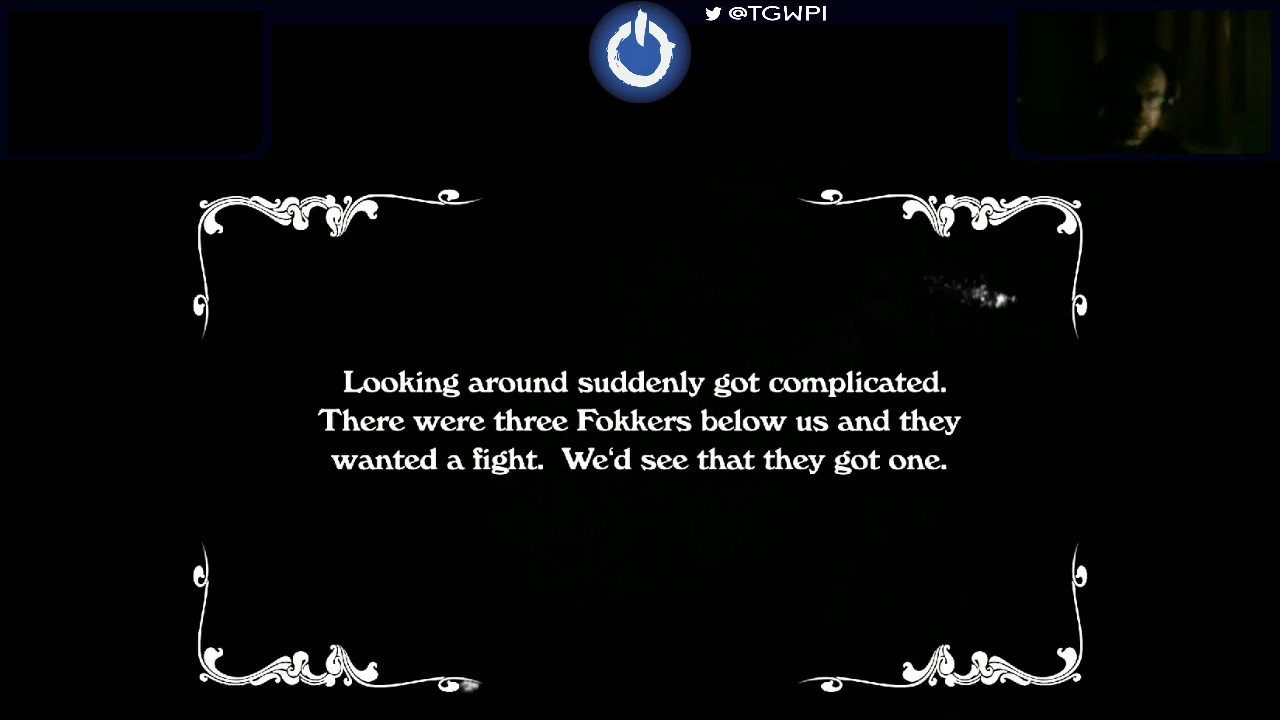 @TGWPI
Looking around suddenly got complicated.
There were three Fokkers below us and they
wanted a fight.  We'd see that they got one.